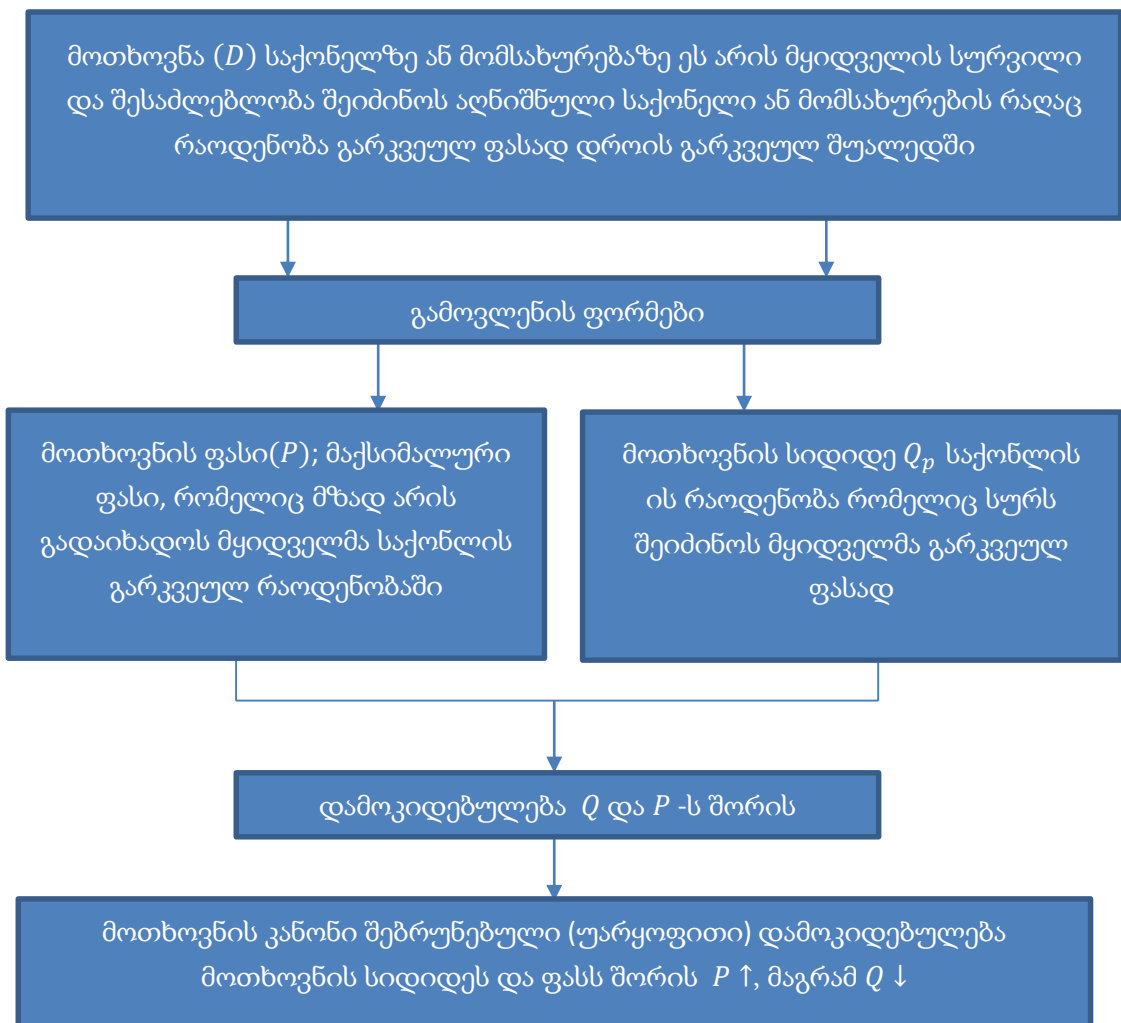 მოთხოვნა (D) საქონელზე ან მომსახურებაზე ეს არის მყიდველის სურვილი
და შესაძლებლობა შეიძინოს აღნიშნული საქონელი ან მომსახურების რაღაც
რაოდენობა გარკვეულ ფასად დროის გარკვეულ შუალედში
გამოვლენის ფორმები
მოთხოვნის ფასი(P); მაქსიმალური
ფასი, რომელიც მზად არის
გადაიხადოს მყიდველმა საქონლის
გარკვეულ რაოდენობაში
მოთხოვნის სიდიდე Qₚ საქონლის
ის რაოდენობა რომელიც სურს
შეიძინოს მყიდველმა გარკვეულ
ფასად
დამოკიდებულება Q და P -ს შორის
მოთხოვნის კანონი შებრუნებული (უარყოფითი) დამოკიდებულება
მოთხოვნის სიდიდეს და ფასს შორის P ↑, მაგრამ Q ↓